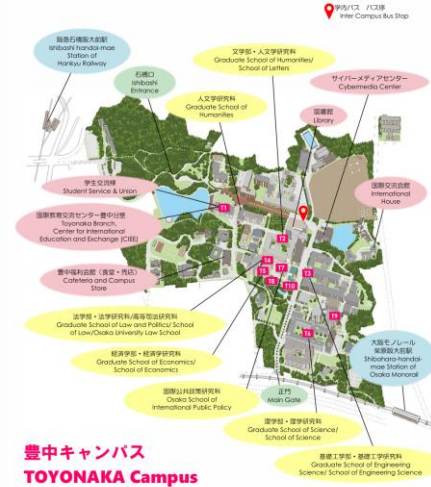 学内バス バス停
Inter Campus Bus Stop
阪急石橋阪大前駅
Ishibashi handai-mae
Station of
Hankyu Railway
石橋口
Ishibashi
Entrance
文学部・人文学研究科
Graduate School of Humanities/
School of Letters
人文学研究科
Graduate School of
Humanities
サイバーメディアセンター
Cybermedia Center
図書館
Library
国際交流会館
International
House
学生交流棟
Student Service & Union
国際教育交流センター豊中分室
Toyonaka Branch,
Center for International
Education and Exchange (CIEE)
豊中福利会館（食堂・売店）
Cafeteria and Campus
Store
T1
T2
T4
T5
T7
T8
T10
T3
T9
T6
法学部・法学研究科/高等司法研究科
Graduate School of Law and Politics/ School
of Law/Osaka University Law School
経済学部・経済学研究科
Graduate School of Economics/
School of Economics
国際公共政策研究科
Osaka School of
International Public Policy
正門
Main Gate
大阪モノレール
柴原阪大前駅
Shibahara-handai-
mae Station of
Osaka Monorail
理学部・理学研究科
Graduate School of Science/
School of Science
基礎工学部・基礎工学研究科
Graduate School of Engineering
Science/ School of Engineering Science
豊中キャンパス
TOYONAKA Campus